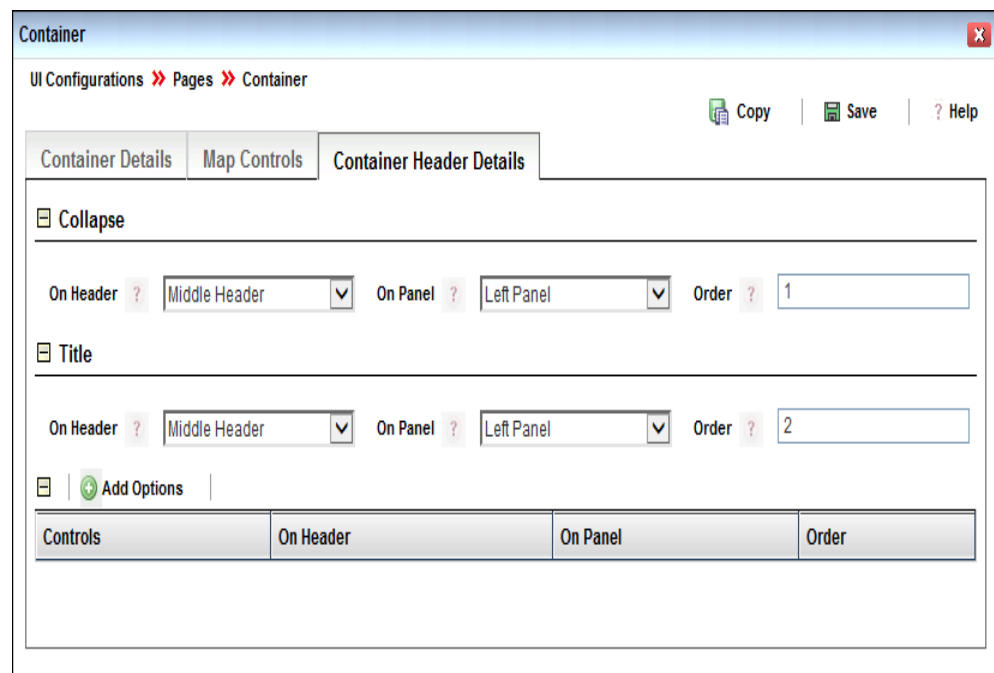 Container
UI Configurations » Pages » Container
Copy Save ? Help
Container Details Map Controls Container Header Details
Collapse
On Header ? Middle Header On Panel ? Left Panel Order ? 1
Title
On Header ? Middle Header On Panel ? Left Panel Order ? 2
Add Options
Controls On Header On Panel Order